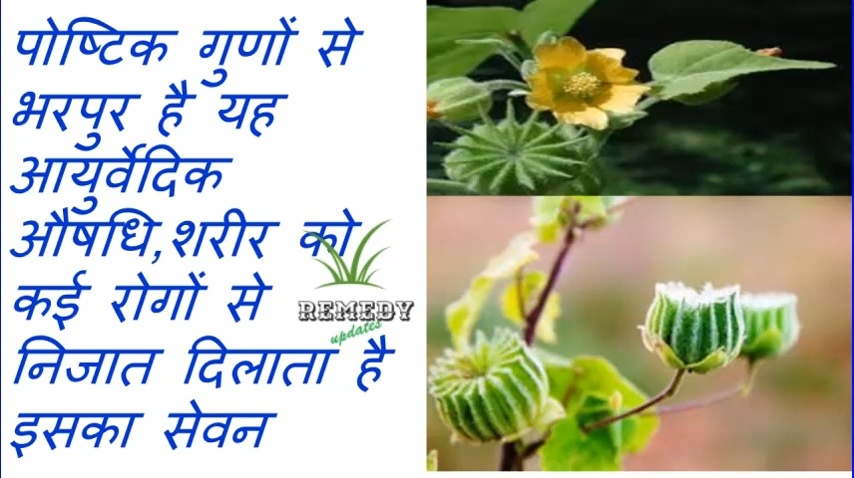 पोष्टिक गुणों से
भरपुर है यह
आयुर्वेदिक
औषधि,शरीर को
कई रोगों से
निजात दिलाता है
इसका सेवन
REMEDY
updates